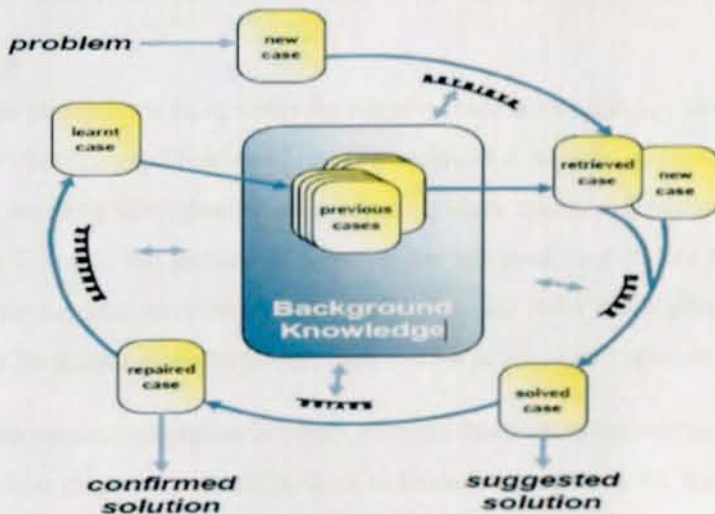 problem
new
case
learnt
case
retrieved
case
new
case
previous
cases
Background
Knowledge
repaired
case
solved
case
confirmed
solution
suggested
solution